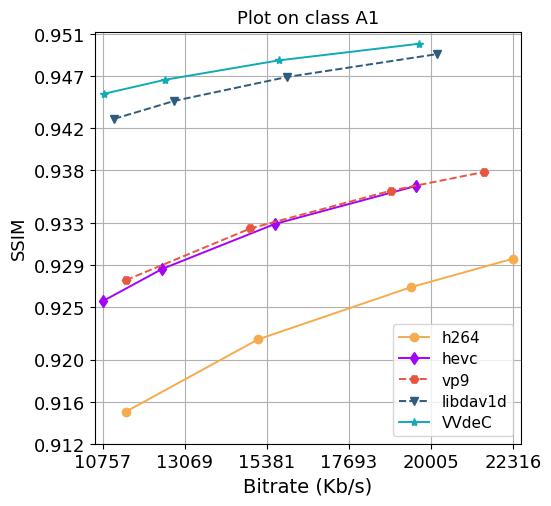 Plot on class A1
SSIM
0.951
0.947
0.942
0.938
0.933
0.929
0.925
0.920
0.916
0.912
h264
hevc
vp9
libdav1d
VVdeC
10757 13069 15381 17693 20005 22316
Bitrate (Kb/s)